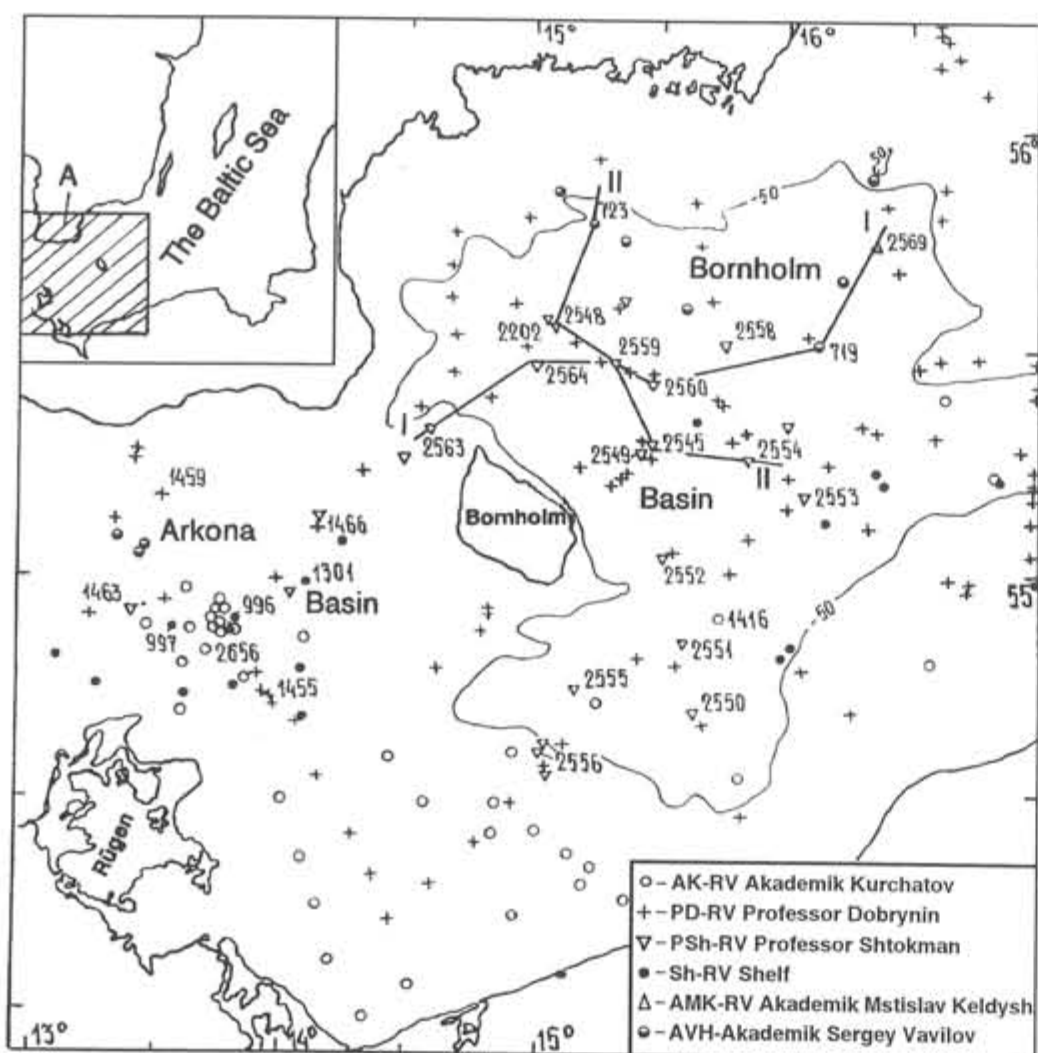 15°
16°
56°
A
The Baltic Sea
50
II
723
-50
I
2569
Bornholm
2548
2202
2559
2558
719
2564
2560
I
2563
2545
2549
2554
II
1459
Basin
2553
Arkona
1466
Bornholm
2552
1301
1463
996
Basin
55°
1416
50
997
2656
2551
1455
2555
2550
2556
Rügen
○ – AK-RV Akademik Kurchatov
+ – PD-RV Professor Dobrynin
▽ – PSh-RV Professor Shtokman
● – Sh-RV Shelf
△ – AMK-RV Akademik Mstislav Keldysh
◒ – AVH-Akademik Sergey Vavilov
13°
14°
15°